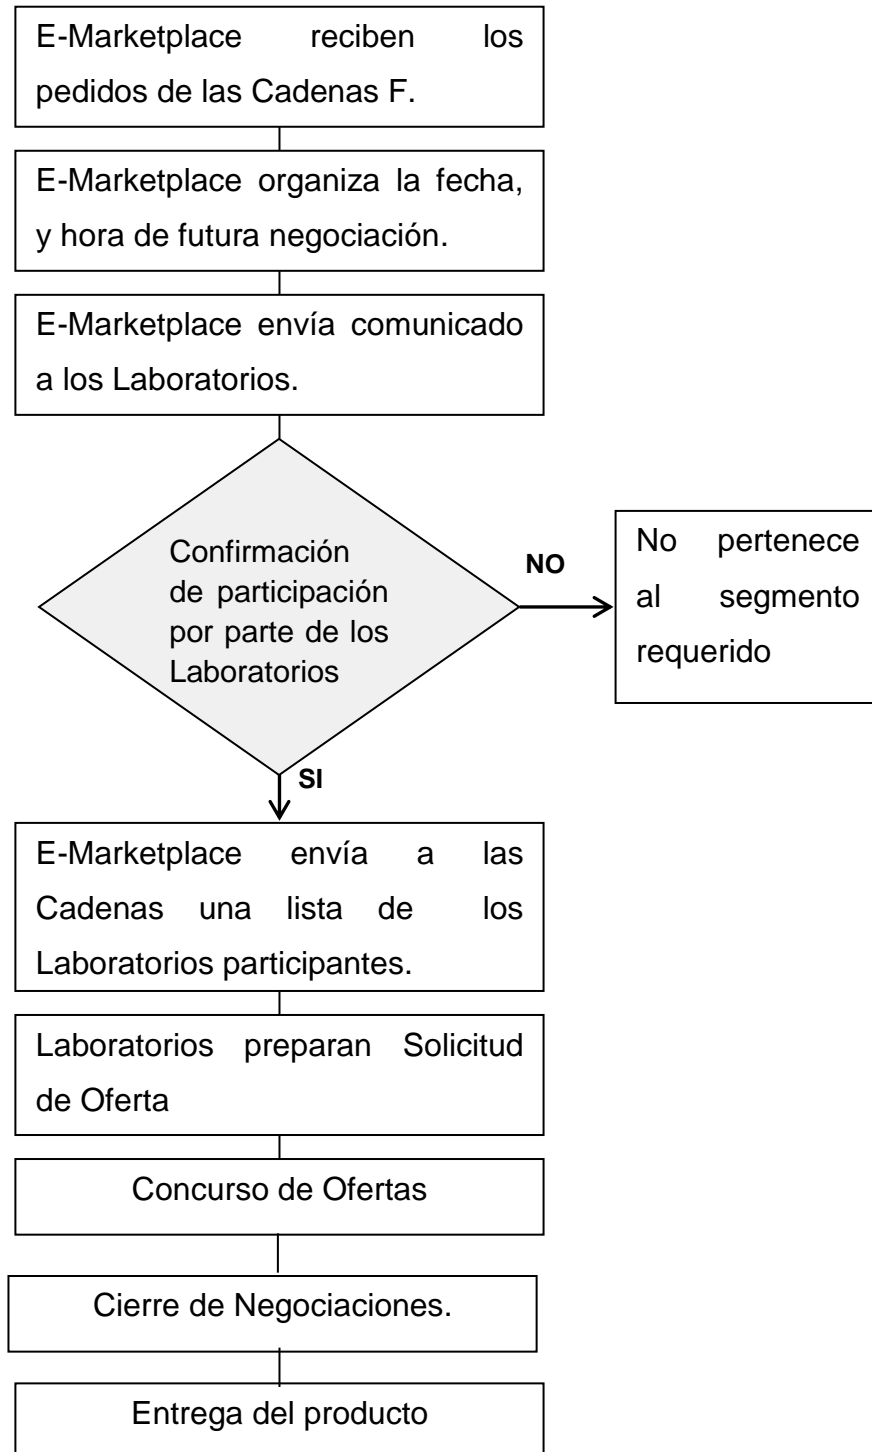 E-Marketplace reciben los
pedidos de las Cadenas F.
E-Marketplace organiza la fecha,
y hora de futura negociación.
E-Marketplace envía comunicado
a los Laboratorios.
Confirmación
de participación
por parte de los
Laboratorios
NO
No pertenece
al segmento
requerido
SI
E-Marketplace envía a las
Cadenas una lista de los
Laboratorios participantes.
Laboratorios preparan Solicitud
de Oferta
Concurso de Ofertas
Cierre de Negociaciones.
Entrega del producto